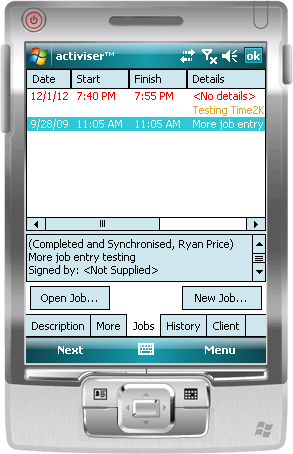 activiser™ ok
Date Start Finish Details
12/1/12 7:40 PM 7:55 PM <No details>
Testing Time2K
9/28/09 11:05 AM 11:05 AM More job entry
(Completed and Synchronised, Ryan Price)
More job entry testing
Signed by: <Not Supplied>
Open Job... New Job...
Description More Jobs History Client
Next Menu